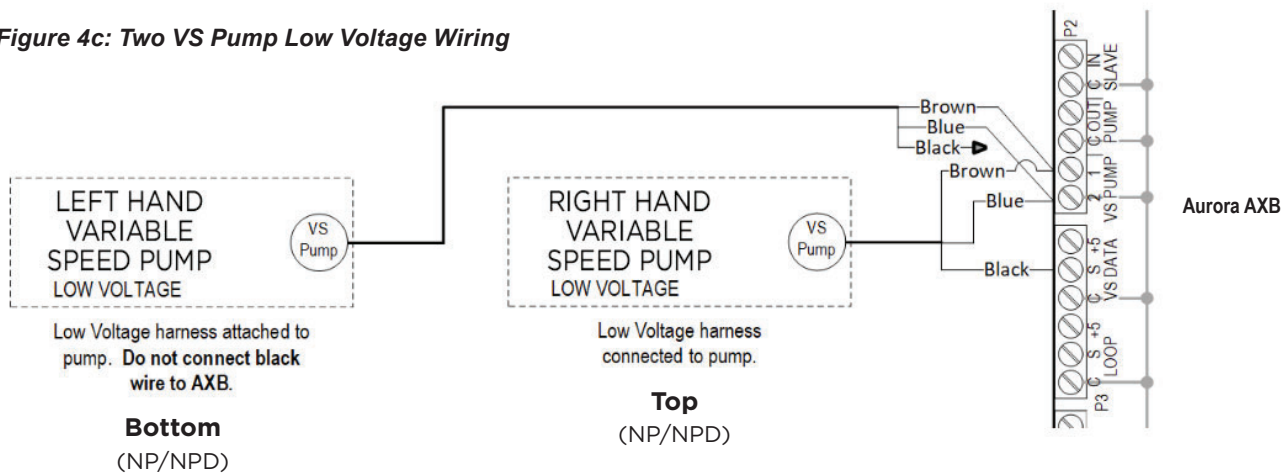 Figure 4c: Two VS Pump Low Voltage Wiring
LEFT HAND
VARIABLE
SPEED PUMP
LOW VOLTAGE
VS
Pump
Low Voltage harness attached to
pump. Do not connect black
wire to AXB.
Bottom
(NP/NPD)
RIGHT HAND
VARIABLE
SPEED PUMP
LOW VOLTAGE
VS
Pump
Low Voltage harness
connected to pump.
Top
(NP/NPD)
Brown
Blue
Black
Brown
Blue
Black
P2
C IN
SLAVE
C OUT
PUMP
2 1
VS PUMP
C S +5
VS DATA
C S +5
LOOP
P3
Aurora AXB